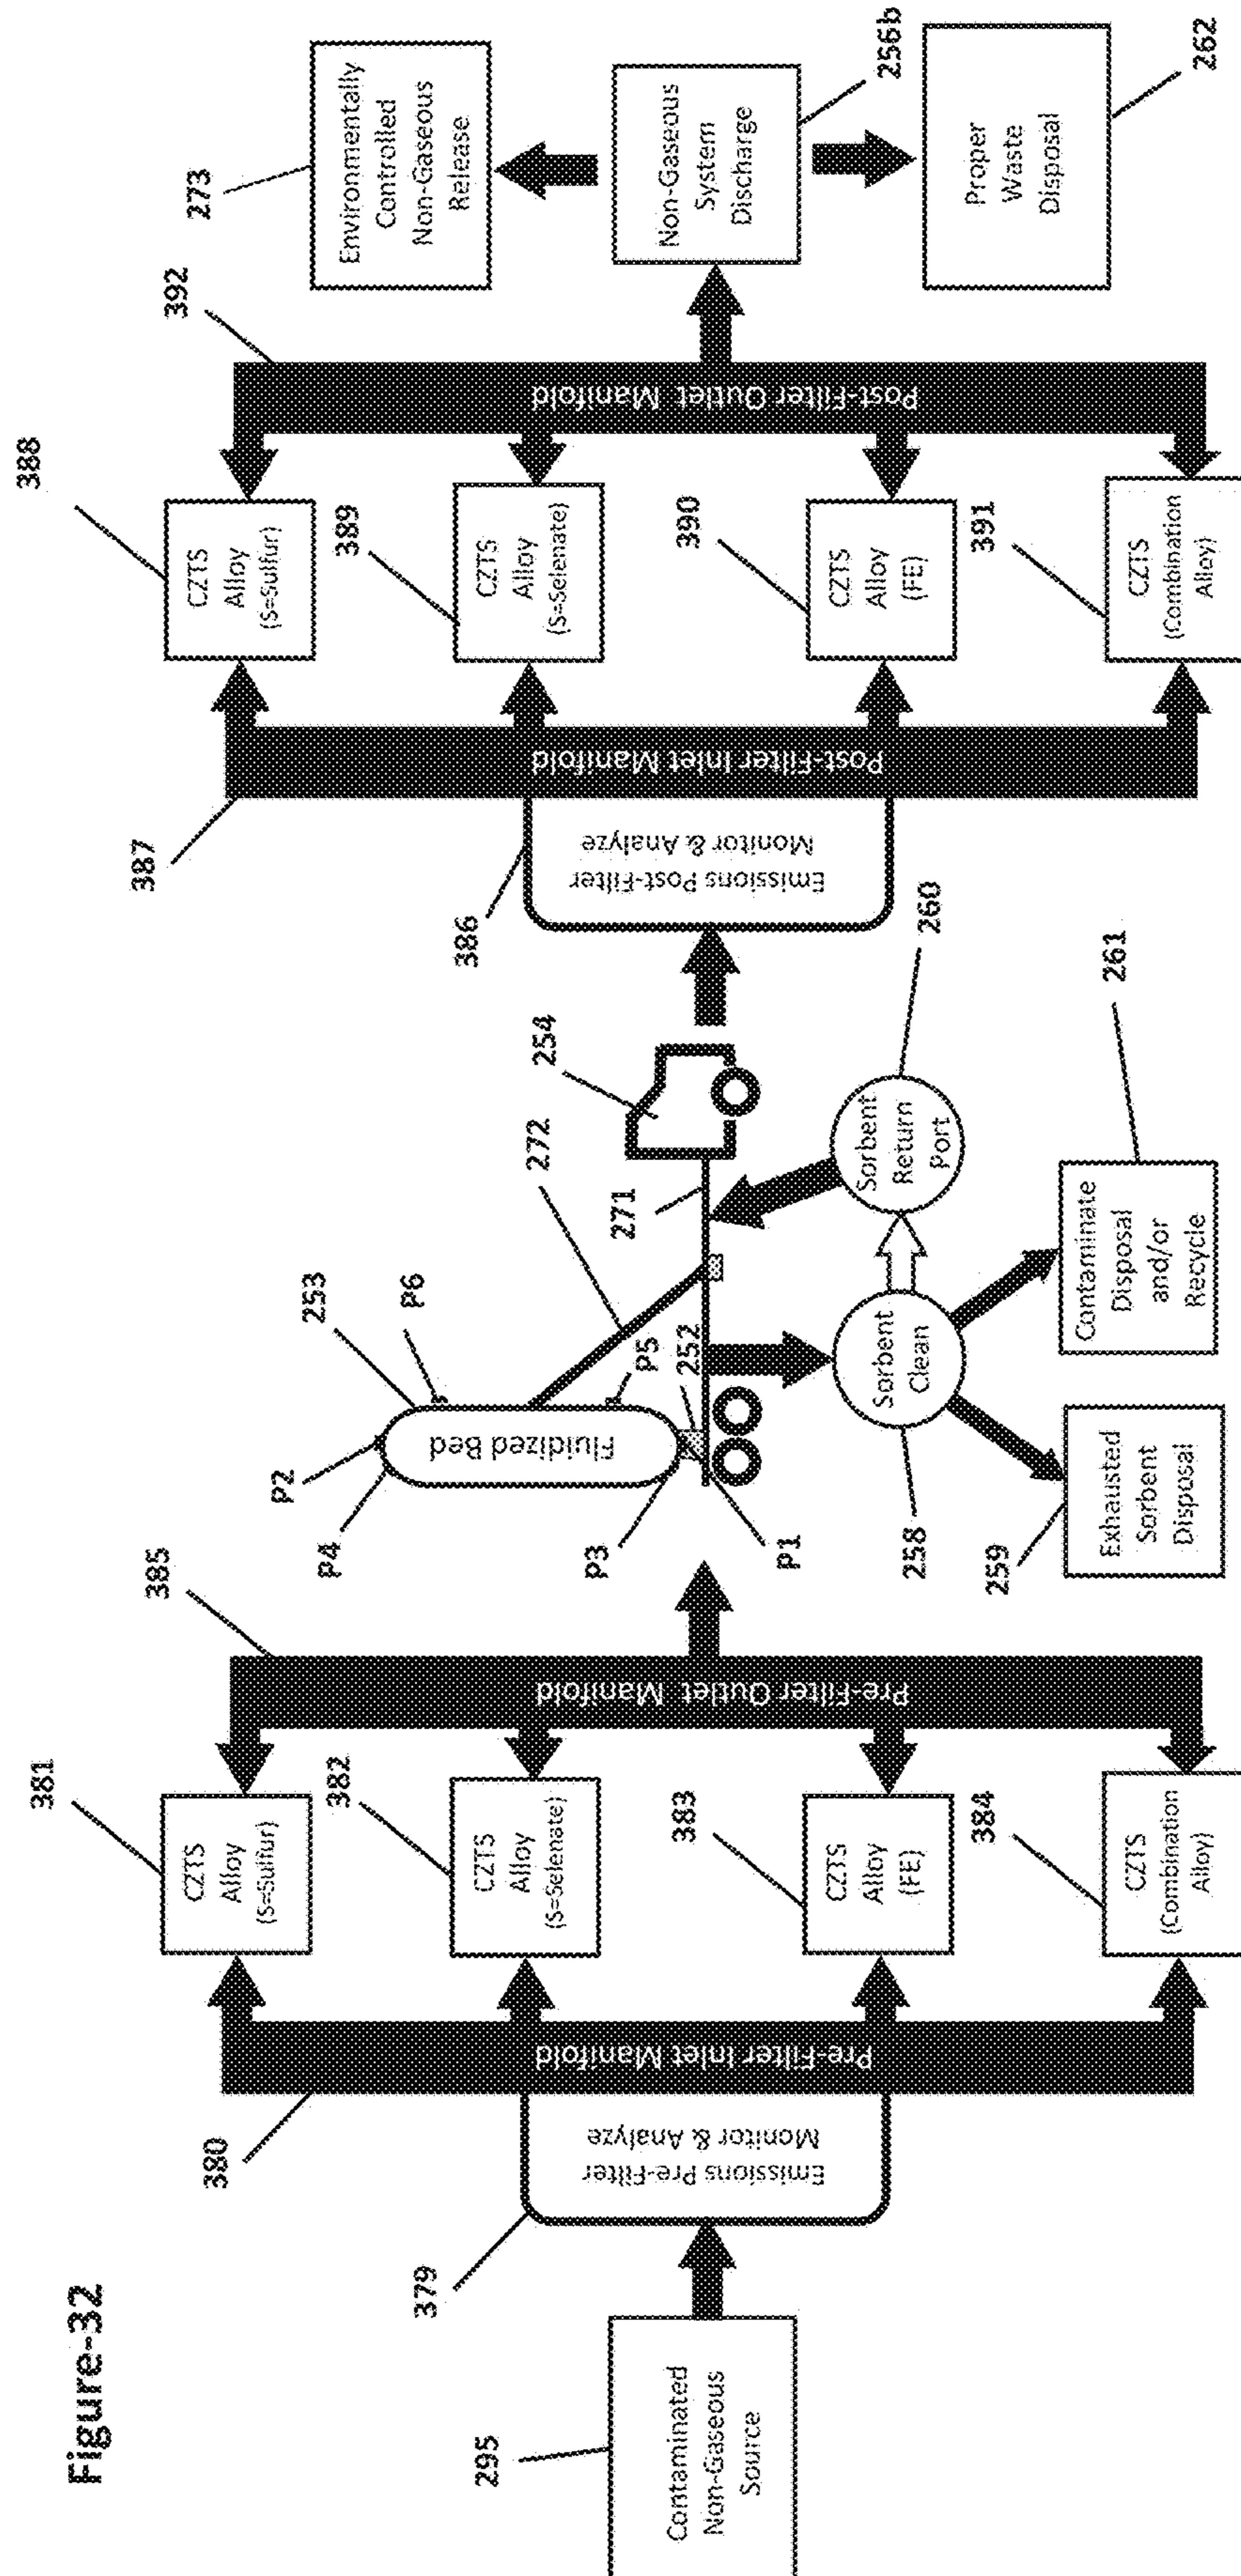 Figure-32
295
Contaminated
Non-Gaseous
Source
379
Emissions Pre-Filter
Monitor & Analyze
380
Pre-Filter Inlet Manifold
381
CZTS
Alloy
(S=Sulfur)
382
CZTS
Alloy
(S=Selenate)
383
CZTS
Alloy
(FE)
384
CZTS
(Combination
Alloy)
385
Pre-Filter Outlet Manifold
P2
P4
253
P6
Fluidized Bed
P3
P1
P5
252
272
271
254
258
Sorbent
Clean
259
Exhausted
Sorbent
Disposal
Sorbent
Return
Port
260
261
Contaminate
Disposal
and/or
Recycle
386
Emissions Post-Filter
Monitor & Analyze
387
Post-Filter Inlet Manifold
388
CZTS
Alloy
(S=Sulfur)
389
CZTS
Alloy
(S=Selenate)
390
CZTS
Alloy
(FE)
391
CZTS
(Combination
Alloy)
392
Post-Filter Outlet Manifold
273
Environmentally
Controlled
Non-Gaseous
Release
Non-Gaseous
System
Discharge
256b
Proper
Waste
Disposal
262